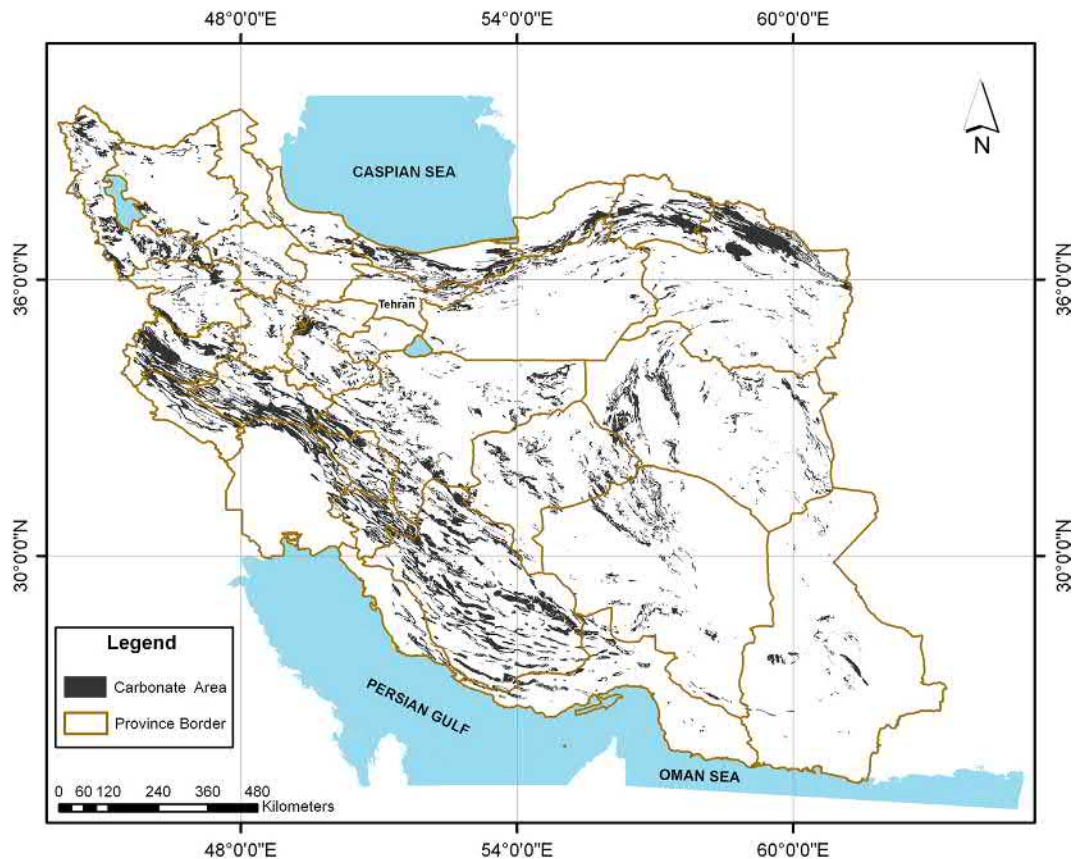 48°0'0"E
54°0'0"E
60°0'0"E
N
CASPIAN SEA
36°0'0"N
36°0'0"N
Tehran
30°0'0"N
30°0'0"N
Legend
Carbonate Area
Province Border
PERSIAN GULF
OMAN SEA
0 60 120 240 360 480
Kilometers
48°0'0"E
54°0'0"E
60°0'0"E